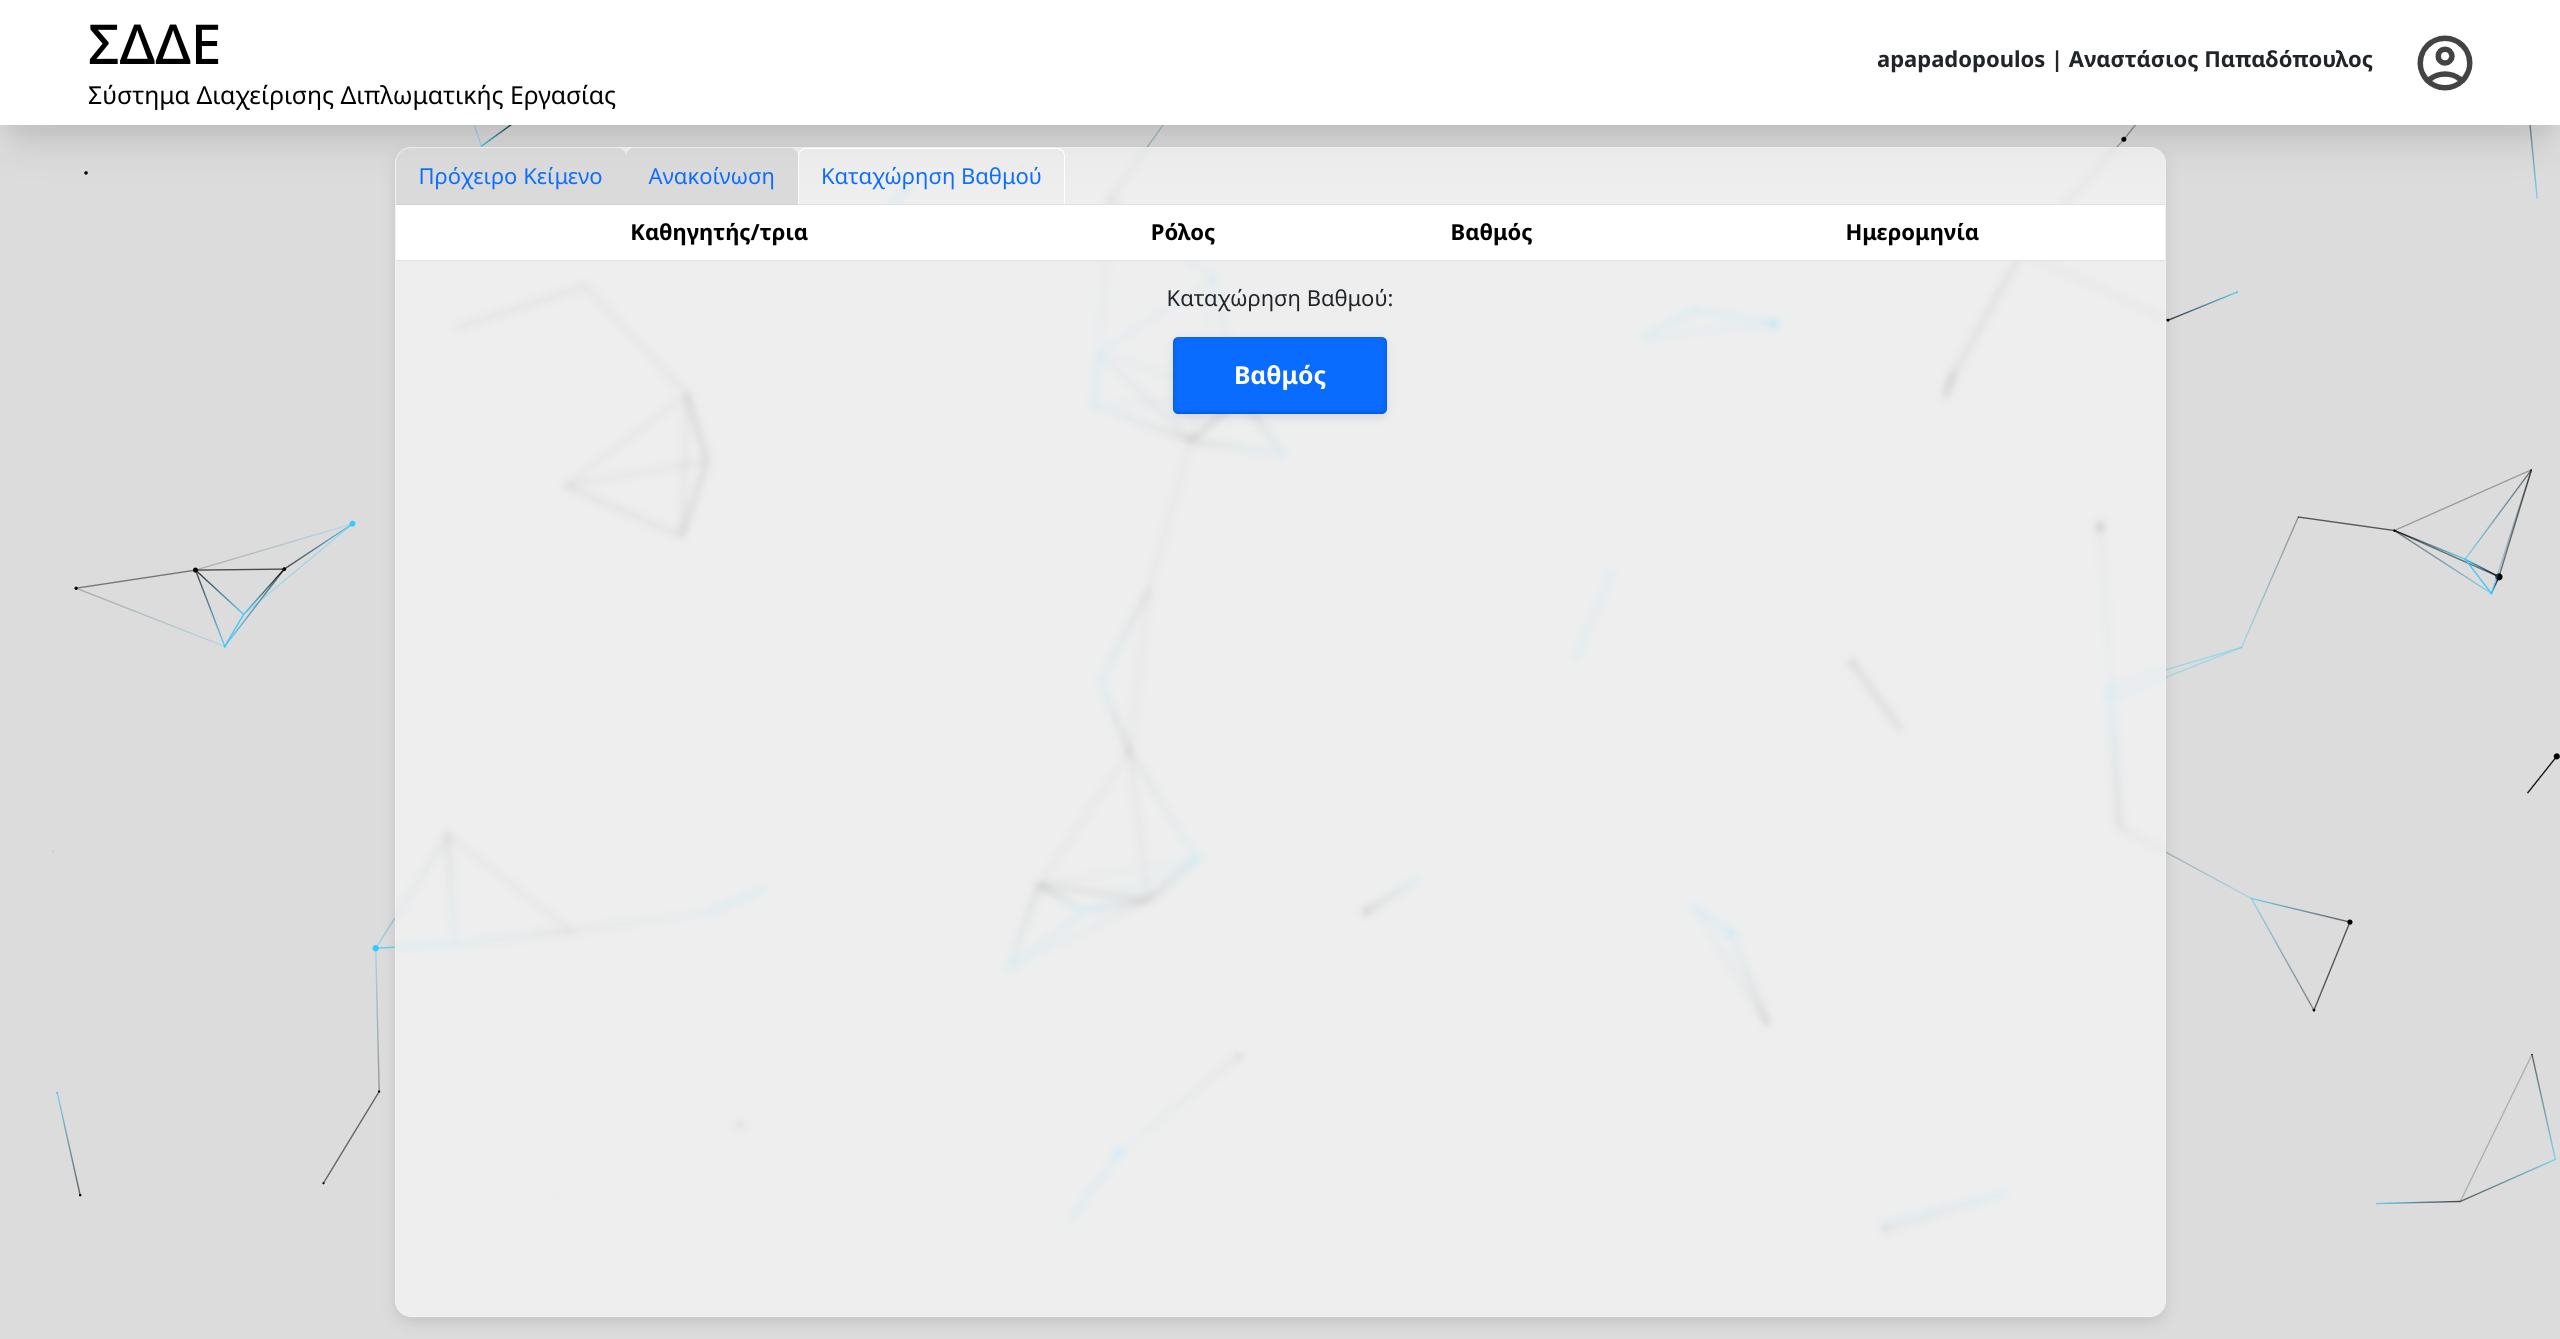 ΣΔΔΕ
Σύστημα Διαχείρισης Διπλωματικής Εργασίας
apapadopoulos | Αναστάσιος Παπαδόπουλος
Πρόχειρο Κείμενο Ανακοίνωση Καταχώρηση Βαθμού
Καθηγητής/τρια Ρόλος Βαθμός Ημερομηνία
Καταχώρηση Βαθμού:
Βαθμός